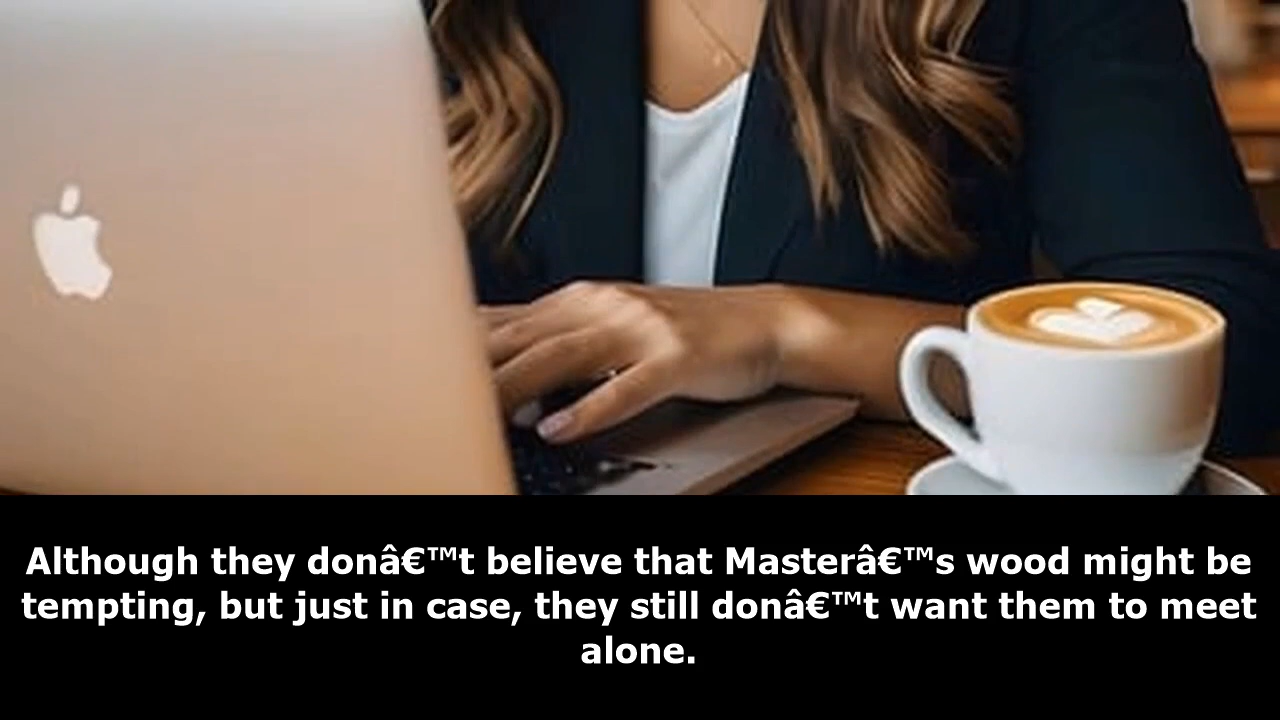 Although they donâ€™t believe that Masterâ€™s wood might be
tempting, but just in case, they still donâ€™t want them to meet
alone.